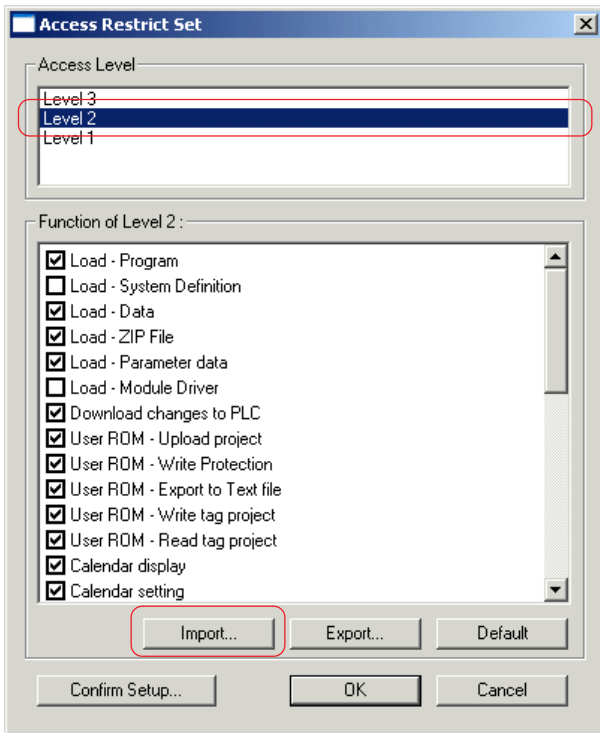 Access Restrict Set
Access Level
Level 3
Level 2
Level 1
Function of Level 2 :
Load - Program
Load - System Definition
Load - Data
Load - ZIP File
Load - Parameter data
Load - Module Driver
Download changes to PLC
User ROM - Upload project
User ROM - Write Protection
User ROM - Export to Text file
User ROM - Write tag project
User ROM - Read tag project
Calendar display
Calendar setting
Import... Export... Default
Confirm Setup... OK Cancel